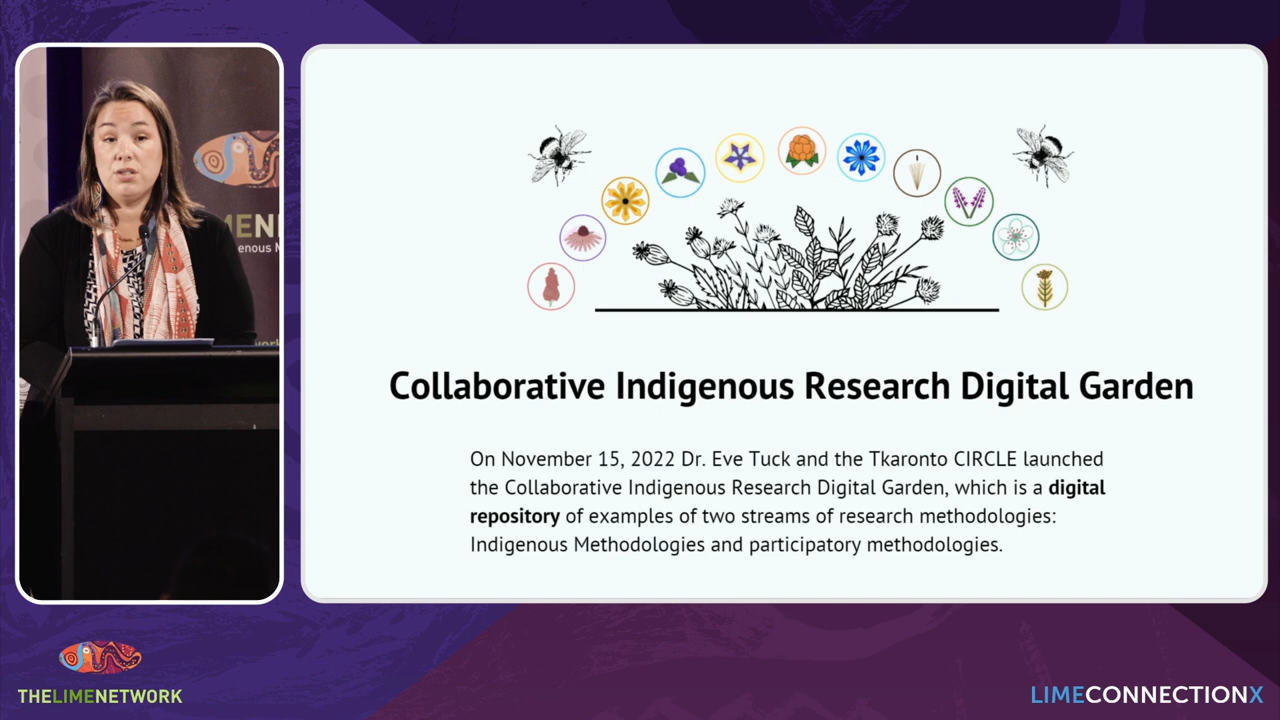 Collaborative Indigenous Research Digital Garden
On November 15, 2022 Dr. Eve Tuck and the Tkaronto CIRCLE launched
the Collaborative Indigenous Research Digital Garden, which is a digital
repository of examples of two streams of research methodologies:
Indigenous Methodologies and participatory methodologies.
THELIMENETWORK
LIMECONNECTIONX